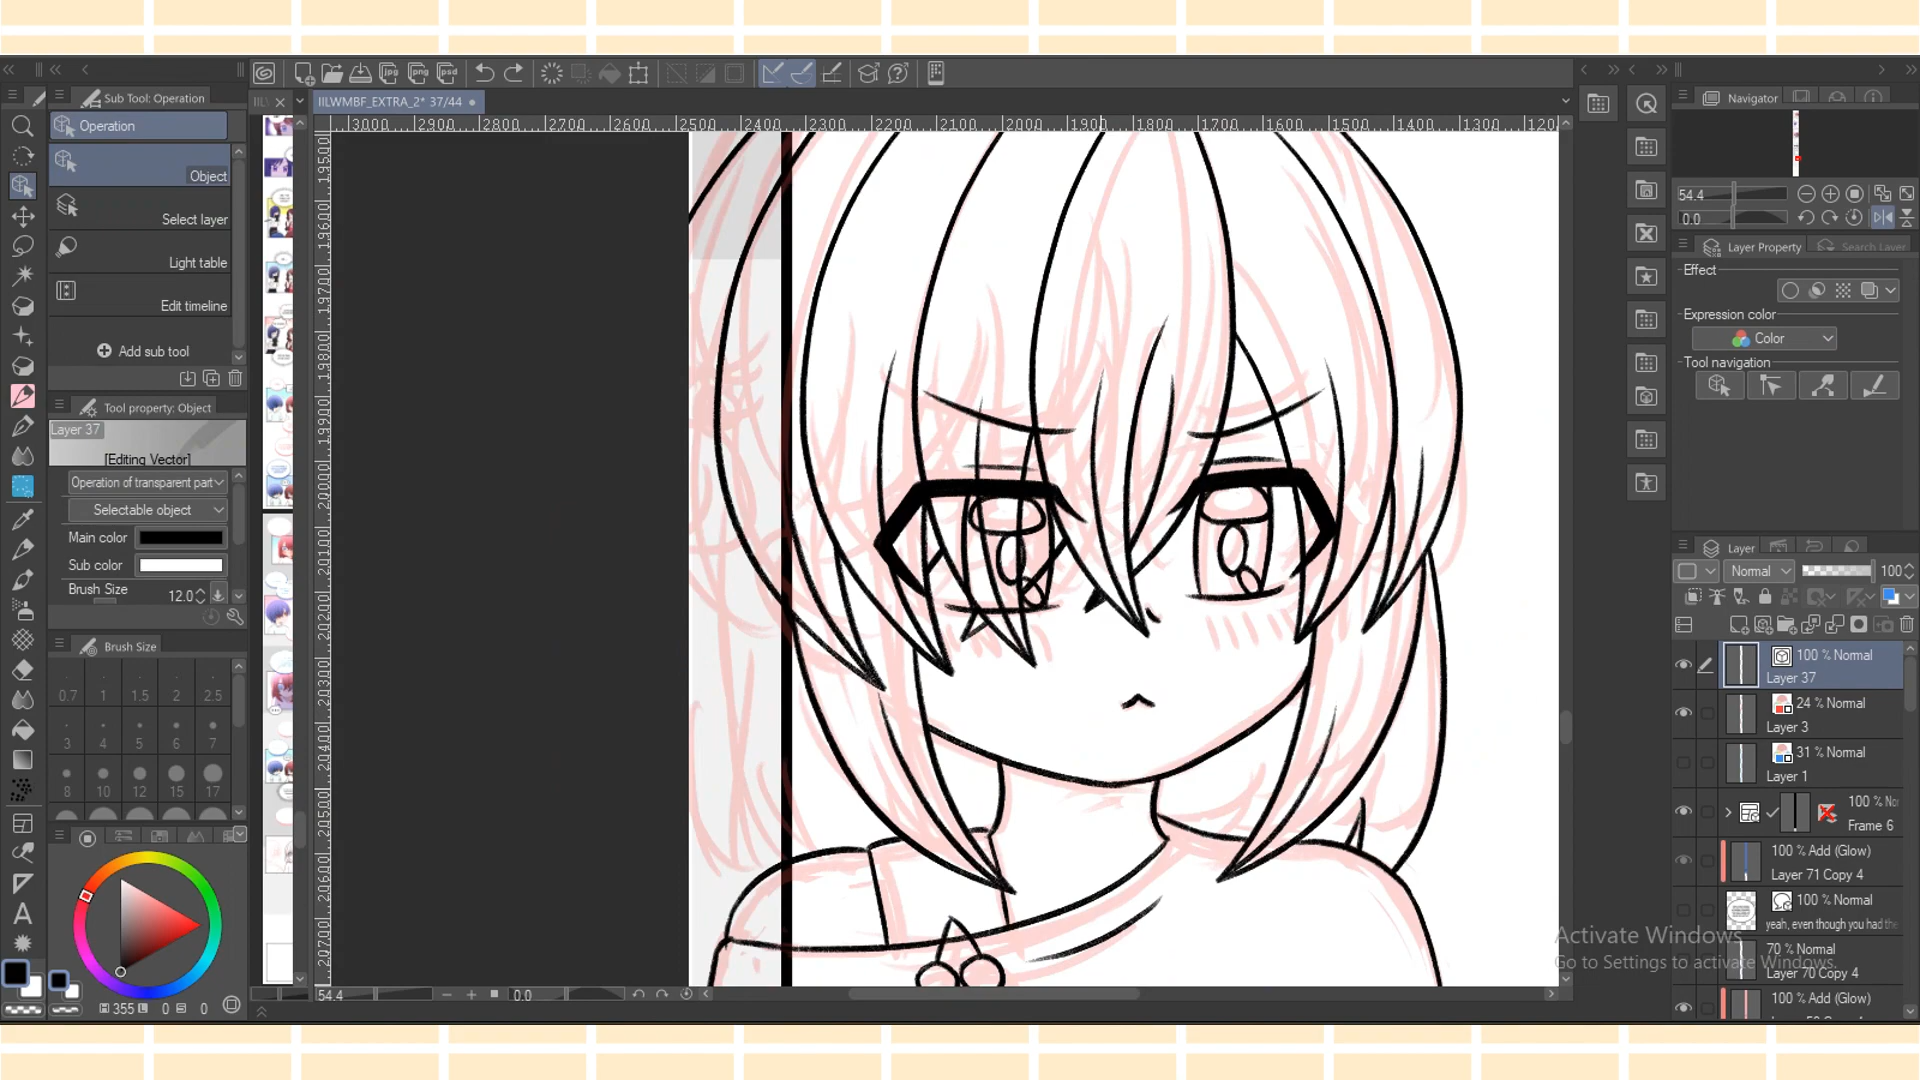 Sub Tool: Operation
Operation
Object
Select layer
Light table
Edit timeline
Add sub tool
Tool property: Object
Layer 37
[Editing Vector]
Operation of transparent part
Selectable object
Main color
Sub color
Brush Size 12.0
Brush Size
0.7 1 1.5 2 2.5
3 4 5 6 7
8 10 12 15 17
355 0 0
jpg png psd
IILWMBF_EXTRA_2* 37/44
3000 2900 2800 2700 2600 2500 2400 2300 2200 2100 2000 1900 1800 1700 1600 1500 1400 1300 120
19500
19600
19700
19800
19900
20000
20100
20200
20300
20400
20500
20600
20700
54.4 0.0
Navigator
54.4
0.0
Layer Property Search Layer
Effect
Expression color
Color
Tool navigation
Layer
Normal 100
100 % Normal
Layer 37
24 % Normal
Layer 3
31 % Normal
Layer 1
100 % No
Frame 6
100 % Add (Glow)
Layer 71 Copy 4
100 % Normal
yeah, even though you had the
70 % Normal
Layer 70 Copy 4
100 % Add (Glow)
Activate Windows
Go to Settings to activate Windows.